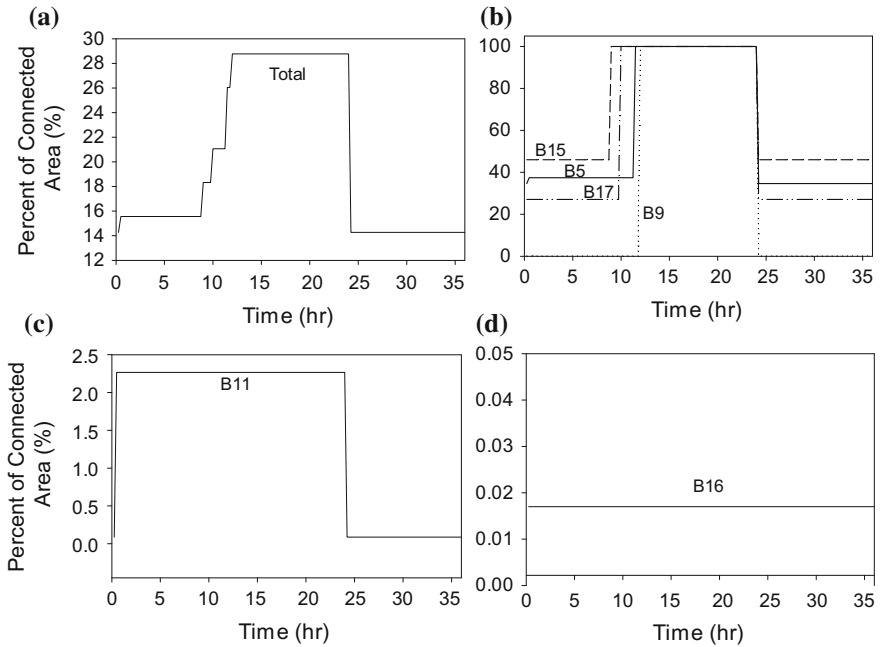 (a)
Percent of Connected
Area (%)
30
28
26
24
22
20
18
16
14
12
Total
0 5 10 15 20 25 30 35
Time (hr)
(b)
100
80
60
40
20
0
B15
B5
B17
B9
0 5 10 15 20 25 30 35
Time (hr)
(c)
Percent of Connected
Area (%)
2.5
2.0
1.5
1.0
0.5
0.0
B11
0 5 10 15 20 25 30 35
Time (hr)
(d)
0.05
0.04
0.03
0.02
0.01
0.00
B16
0 5 10 15 20 25 30 35
Time (hr)